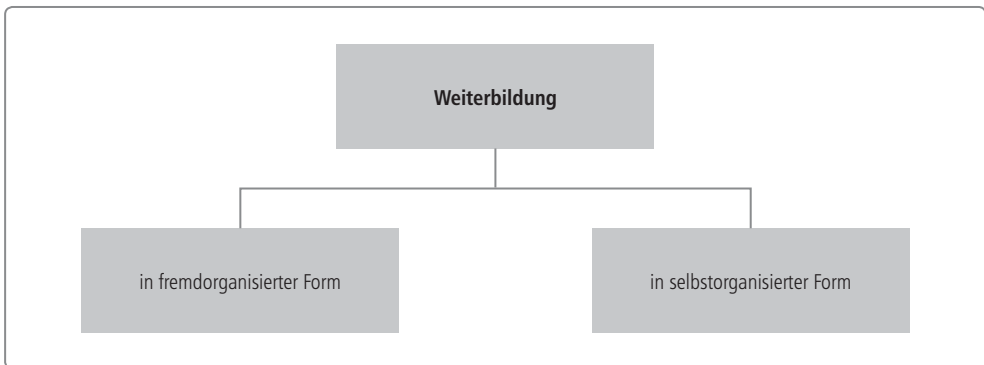 Weiterbildung
in fremdorganisierter Form
in selbstorganisierter Form